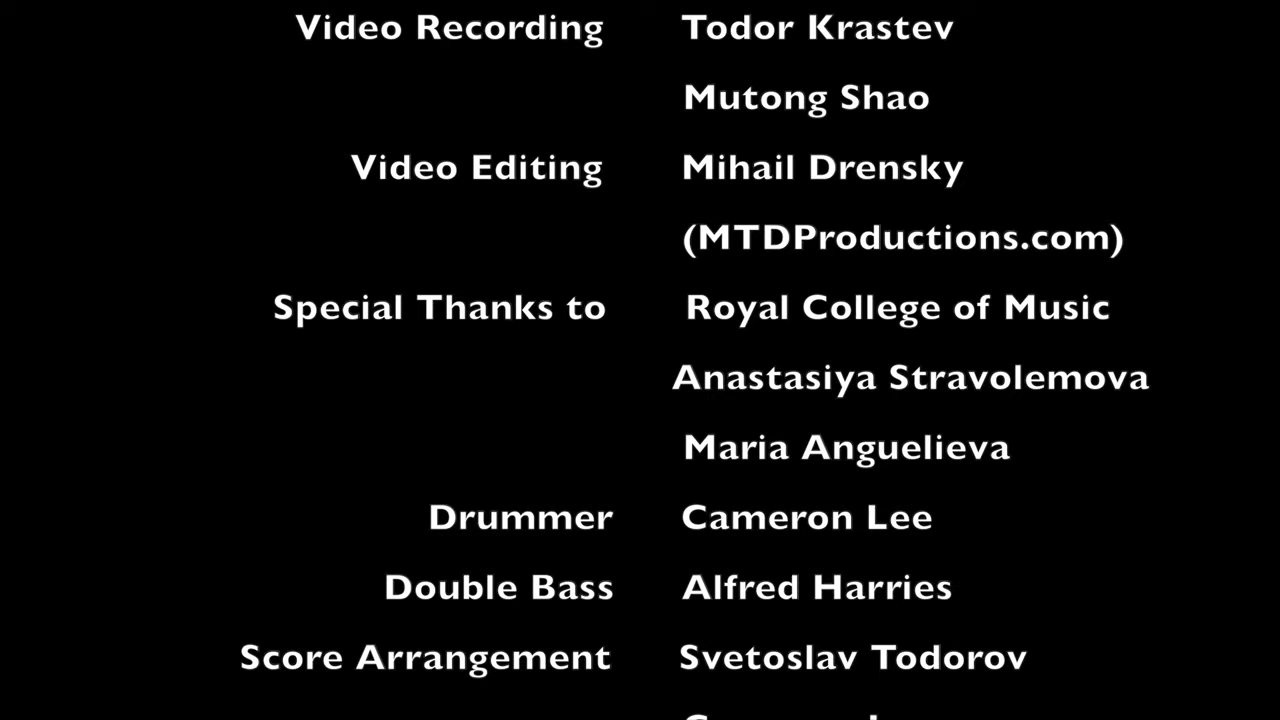 Video Recording Todor Krastev
Mutong Shao
Video Editing Mihail Drensky
(MTDProductions.com)
Special Thanks to Royal College of Music
Anastasiya Stravolemova
Maria Anguelieva
Drummer Cameron Lee
Double Bass Alfred Harries
Score Arrangement Svetoslav Todorov